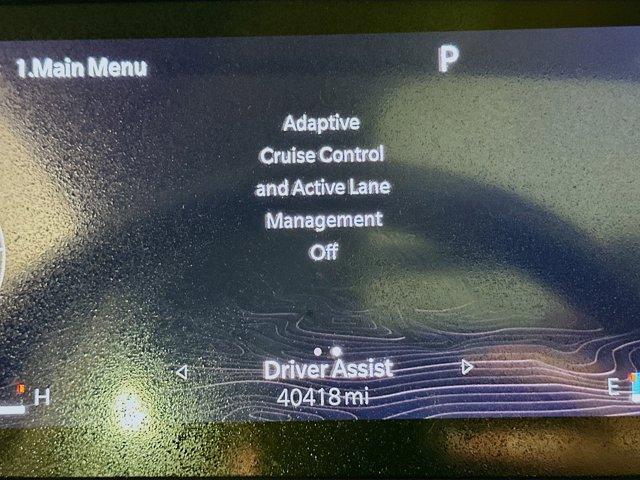 1.Main Menu
P
Adaptive
Cruise Control
and Active Lane
Management
Off
Driver Assist
40418 mi
H
E